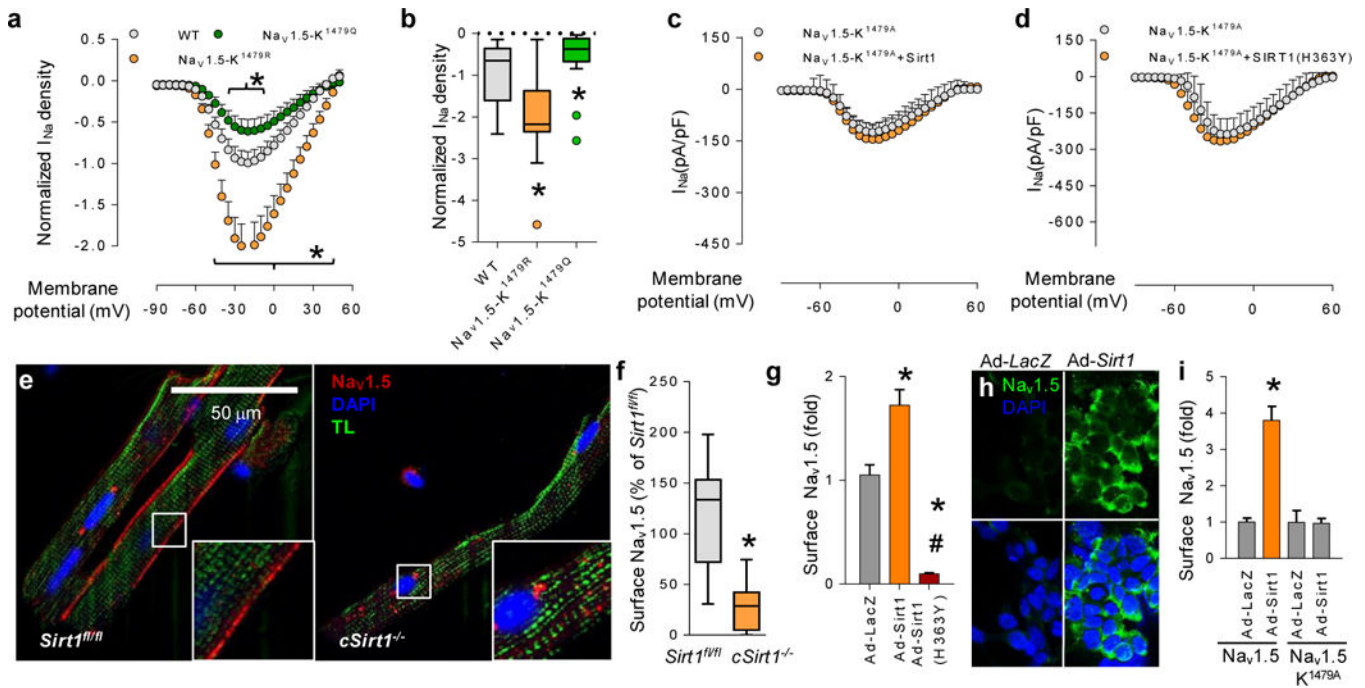 a
WT
Naᵥ1.5-K¹⁴⁷⁹Q
Naᵥ1.5-K¹⁴⁷⁹R
*
0.5
0.0
-0.5
-1.0
-1.5
-2.0
Normalized I_Na density
*
Membrane
potential (mV)
-90 -60 -30 0 30 60
b
0
-1
-2
-3
-4
-5
Normalized I_Na density
*
*
WT
Naᵥ1.5-K¹⁴⁷⁹R
Naᵥ1.5-K¹⁴⁷⁹Q
c
Naᵥ1.5-K¹⁴⁷⁹ᴬ
Naᵥ1.5-K¹⁴⁷⁹ᴬ+Sirt1
150
0
-150
-300
-450
I_Na(pA/pF)
Membrane
potential (mV)
-60 0 60
d
Naᵥ1.5-K¹⁴⁷⁹ᴬ
Naᵥ1.5-K¹⁴⁷⁹ᴬ+SIRT1(H363Y)
150
0
-150
-300
-450
-600
I_Na(pA/pF)
Membrane
potential (mV)
-60 0 60
e
50 μm
Sirt1ᶠˡ/ᶠˡ
Naᵥ1.5
DAPI
TL
cSirt1⁻/⁻
f
250
200
150
100
50
0
Surface Naᵥ1.5 (% of Sirt1ᶠˡ/ᶠˡ)
*
Sirt1ᶠˡ/ᶠˡ cSirt1⁻/⁻
g
2
1
0
Surface Naᵥ1.5 (fold)
*
*
#
Ad-LacZ
Ad-Sirt1
Ad-Sirt1
(H363Y)
h
Ad-LacZ Ad-Sirt1
Naᵥ1.5
DAPI
i
6
5
4
3
2
1
0
Surface Naᵥ1.5 (fold)
*
Ad-LacZ
Ad-Sirt1
Ad-LacZ
Ad-Sirt1
Naᵥ1.5 Naᵥ1.5
K¹⁴⁷⁹ᴬ